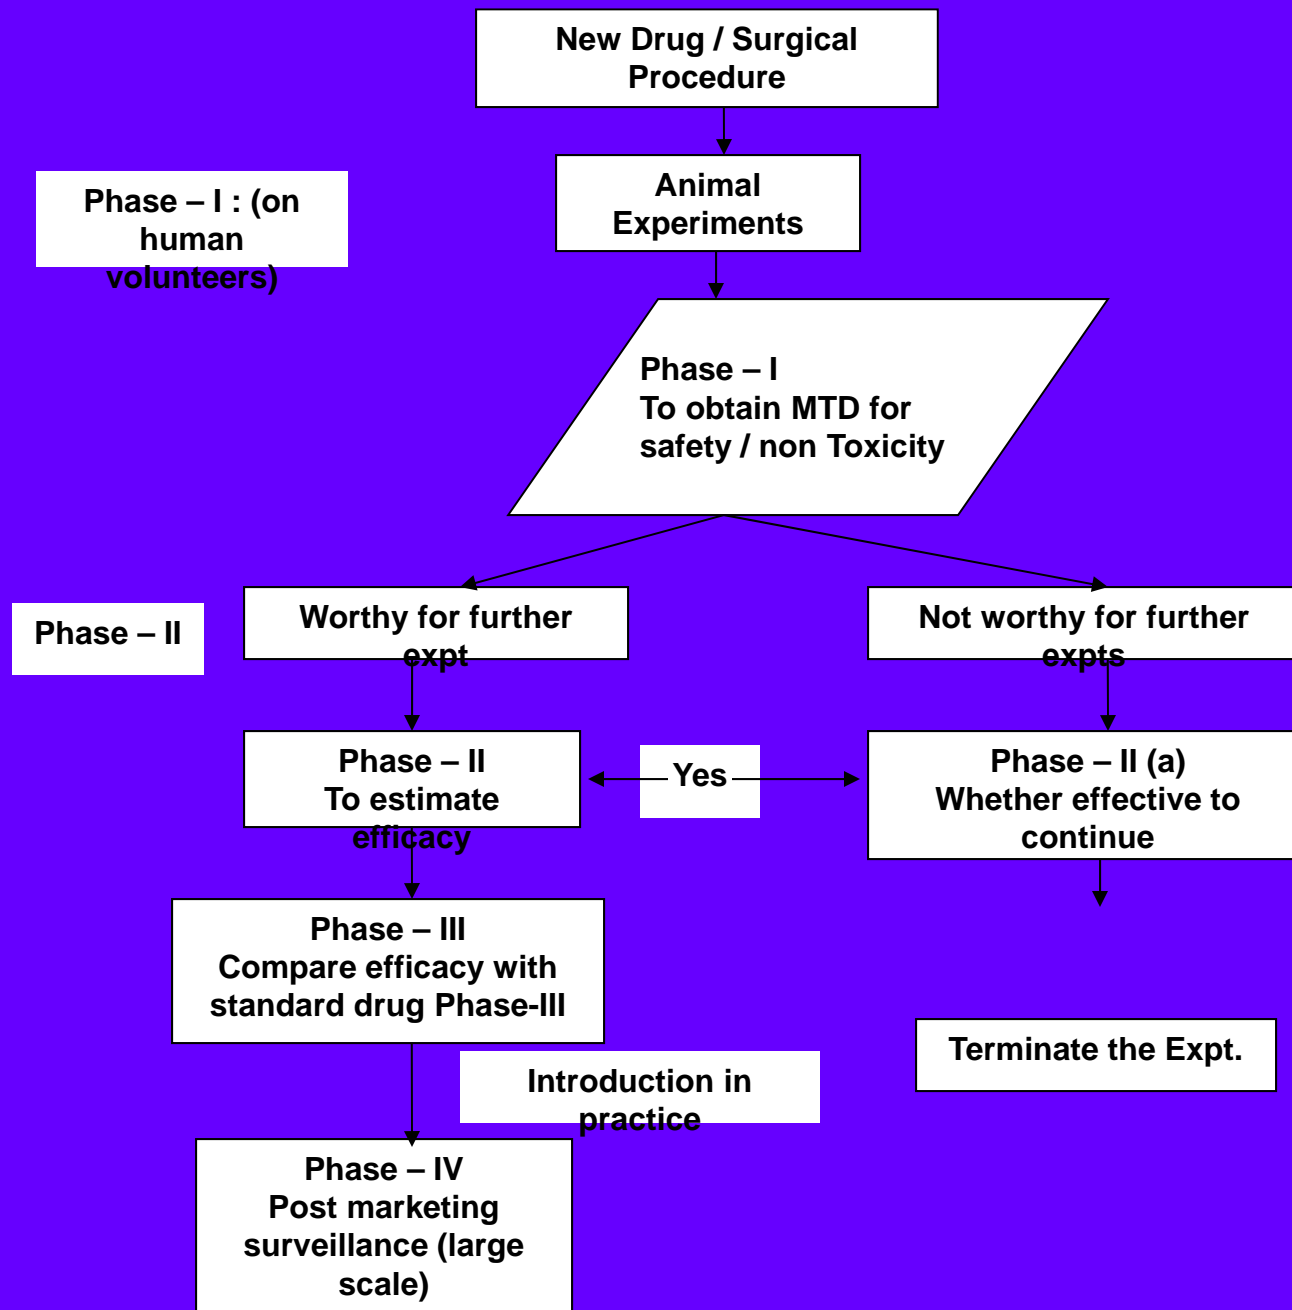 New Drug / Surgical
Procedure
Animal
Experiments
Phase – I : (on
human
volunteers)
Phase – I
To obtain MTD for
safety / non Toxicity
Phase – II
Worthy for further
expt
Not worthy for further
expts
Phase – II
To estimate
efficacy
Yes
Phase – II (a)
Whether effective to
continue
Phase – III
Compare efficacy with
standard drug Phase-III
Terminate the Expt.
Introduction in
practice
Phase – IV
Post marketing
surveillance (large
scale)